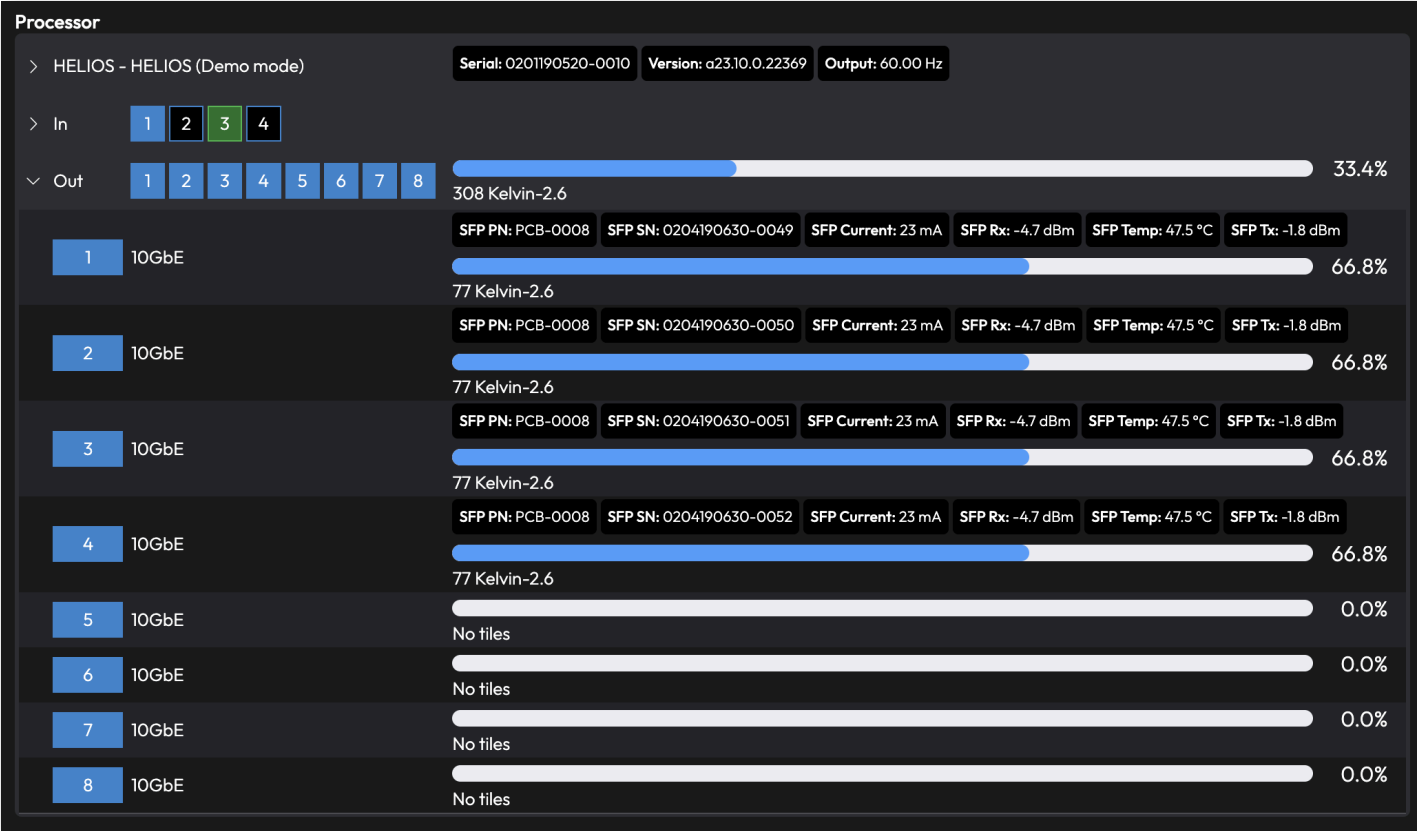 Processor
HELIOS - HELIOS (Demo mode) Serial: 0201190520-0010 Version: a23.10.0.22369 Output: 60.00 Hz
In 1 2 3 4
Out 1 2 3 4 5 6 7 8 33.4%
308 Kelvin-2.6
SFP PN: PCB-0008 SFP SN: 0204190630-0049 SFP Current: 23 mA SFP Rx: -4.7 dBm SFP Temp: 47.5 °C SFP Tx: -1.8 dBm
1 10GbE 66.8%
77 Kelvin-2.6
SFP PN: PCB-0008 SFP SN: 0204190630-0050 SFP Current: 23 mA SFP Rx: -4.7 dBm SFP Temp: 47.5 °C SFP Tx: -1.8 dBm
2 10GbE 66.8%
77 Kelvin-2.6
SFP PN: PCB-0008 SFP SN: 0204190630-0051 SFP Current: 23 mA SFP Rx: -4.7 dBm SFP Temp: 47.5 °C SFP Tx: -1.8 dBm
3 10GbE 66.8%
77 Kelvin-2.6
SFP PN: PCB-0008 SFP SN: 0204190630-0052 SFP Current: 23 mA SFP Rx: -4.7 dBm SFP Temp: 47.5 °C SFP Tx: -1.8 dBm
4 10GbE 66.8%
77 Kelvin-2.6
5 10GbE 0.0%
No tiles
6 10GbE 0.0%
No tiles
7 10GbE 0.0%
No tiles
8 10GbE 0.0%
No tiles